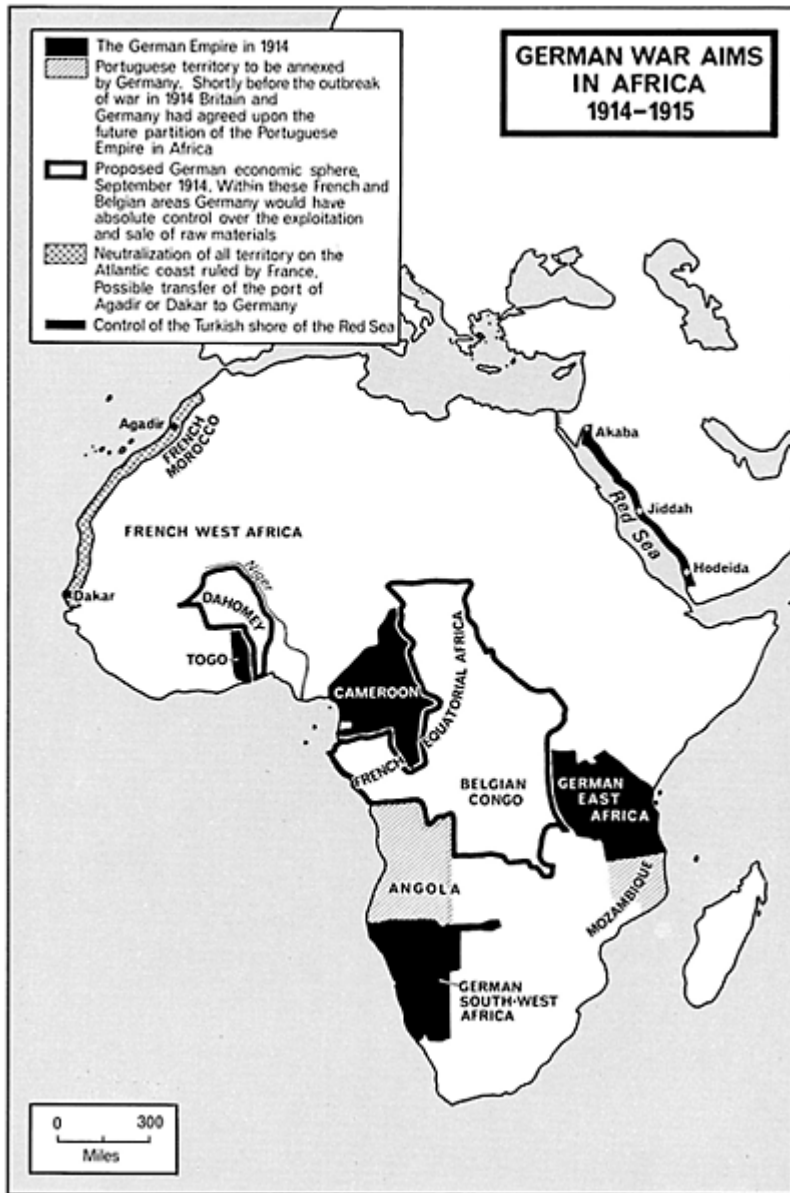 The German Empire in 1914
Portuguese territory to be annexed
by Germany. Shortly before the outbreak
of war in 1914 Britain and
Germany had agreed upon the
future partition of the Portuguese
Empire in Africa
Proposed German economic sphere,
September 1914. Within these French and
Belgian areas Germany would have
absolute control over the exploitation
and sale of raw materials
Neutralization of all territory on the
Atlantic coast ruled by France,
Possible transfer of the port of
Agadir or Dakar to Germany
Control of the Turkish shore of the Red Sea
GERMAN WAR AIMS
IN AFRICA
1914–1915
Agadir
FRENCH
MOROCCO
Akaba
Red Sea
Jiddah
Hodeida
FRENCH WEST AFRICA
Dakar
Niger
DAHOMEY
TOGO
CAMEROON
FRENCH EQUATORIAL AFRICA
BELGIAN
CONGO
GERMAN
EAST
AFRICA
ANGOLA
MOZAMBIQUE
GERMAN
SOUTH-WEST
AFRICA
0 300
Miles